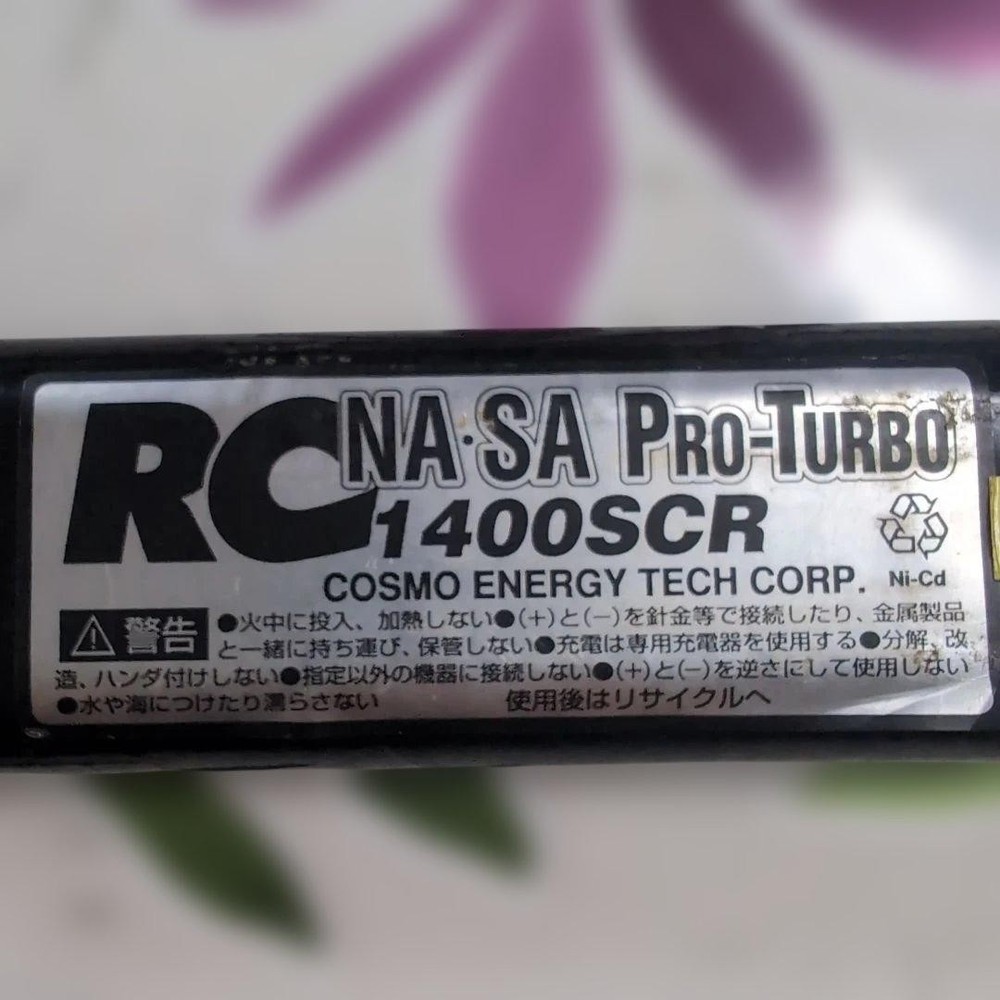 RC NA・SA PRO-TURBO
1400SCR
COSMO ENERGY TECH CORP.
Ni-Cd
警告 ●火中に投入、加熱しない●(+)と(−)を針金等で接続したり、金属製品
と一緒に持ち運び、保管しない●充電は専用充電器を使用する●分解、改
造、ハンダ付けしない●指定以外の機器に接続しない●(+)と(−)を逆さにして使用しない
●水や海につけたり濡らさない 使用後はリサイクルへ